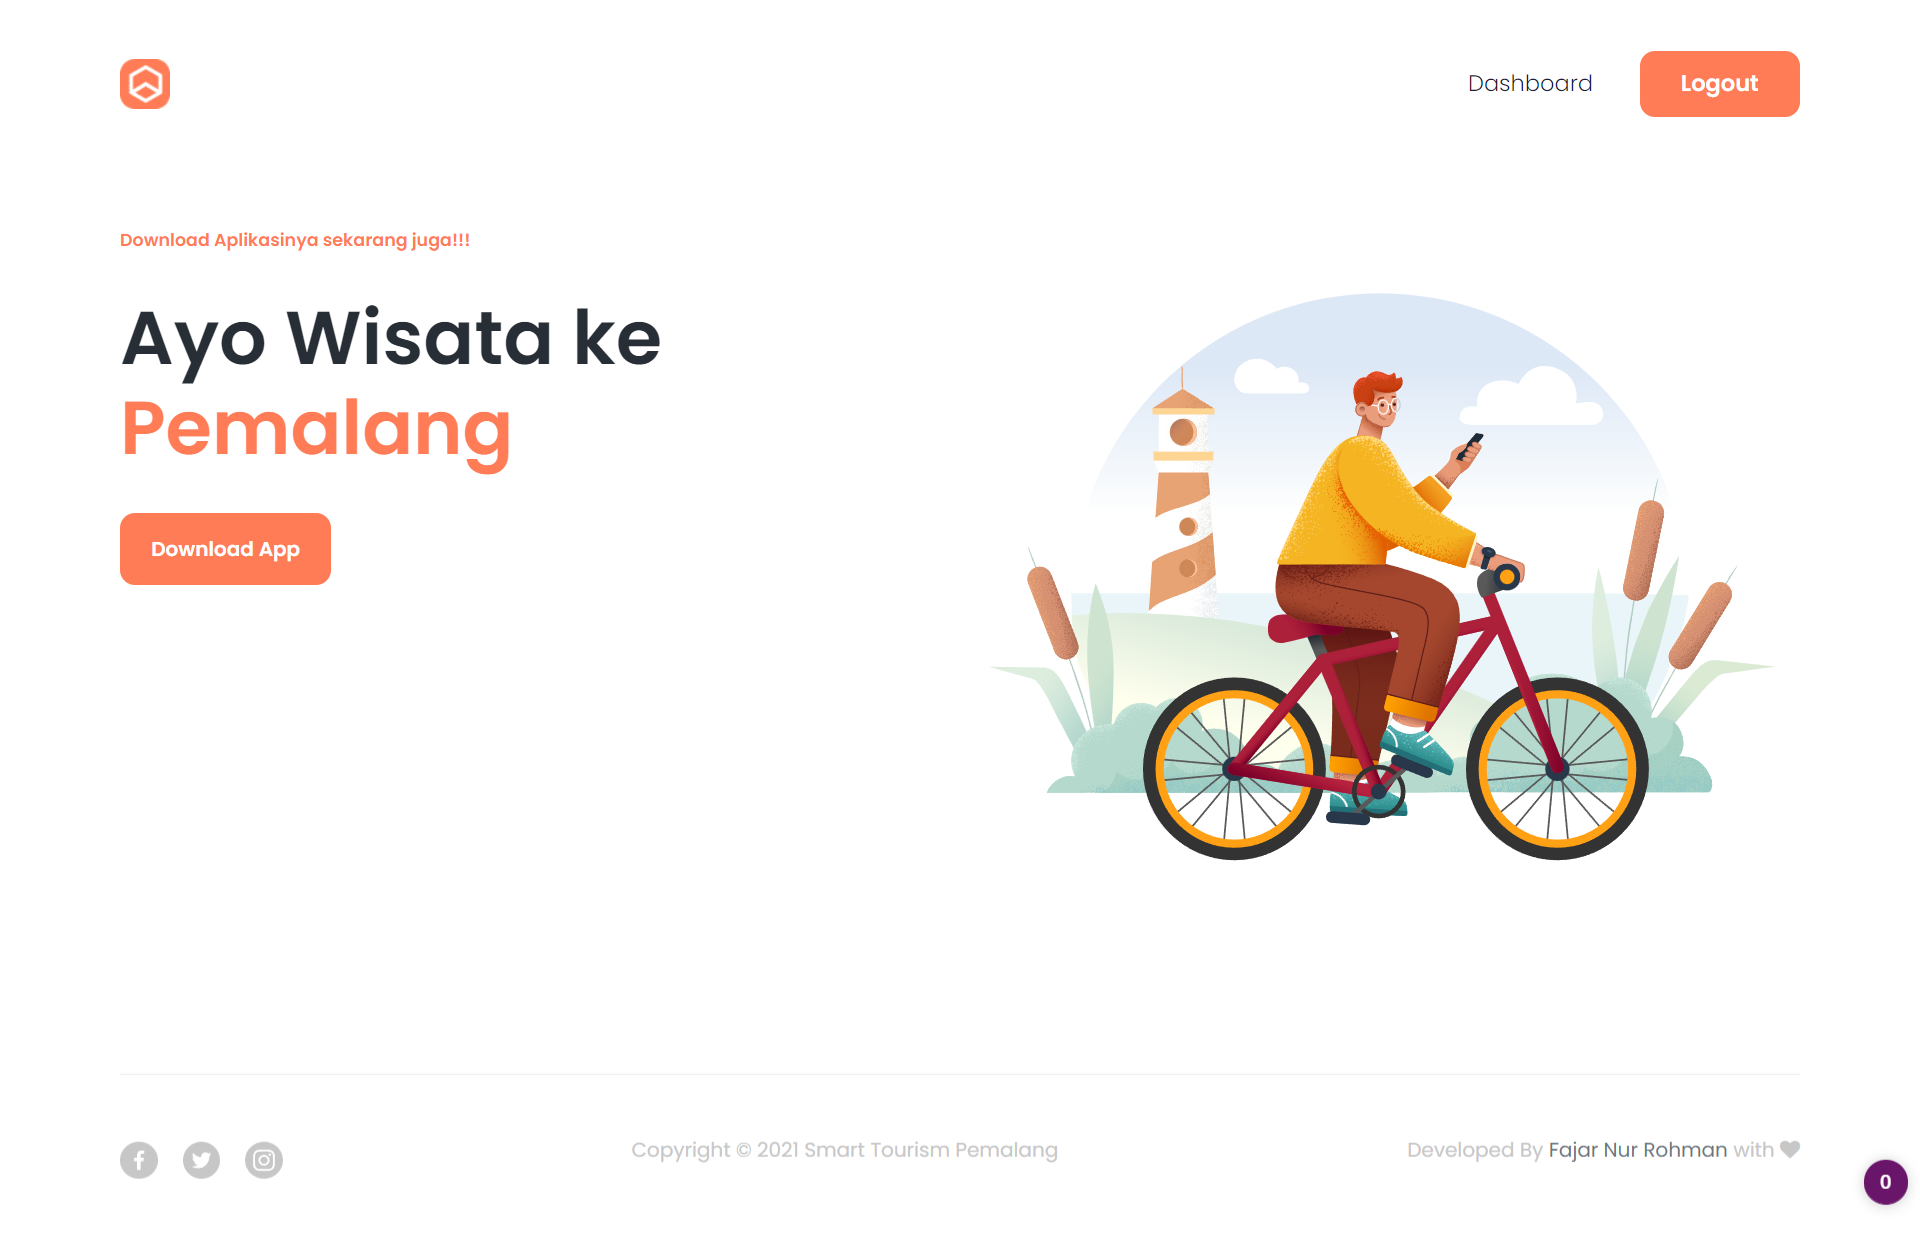 Dashboard
Logout
Download Aplikasinya sekarang juga!!!
Ayo Wisata ke
Pemalang
Download App
Copyright © 2021 Smart Tourism Pemalang
Developed By Fajar Nur Rohman with
0